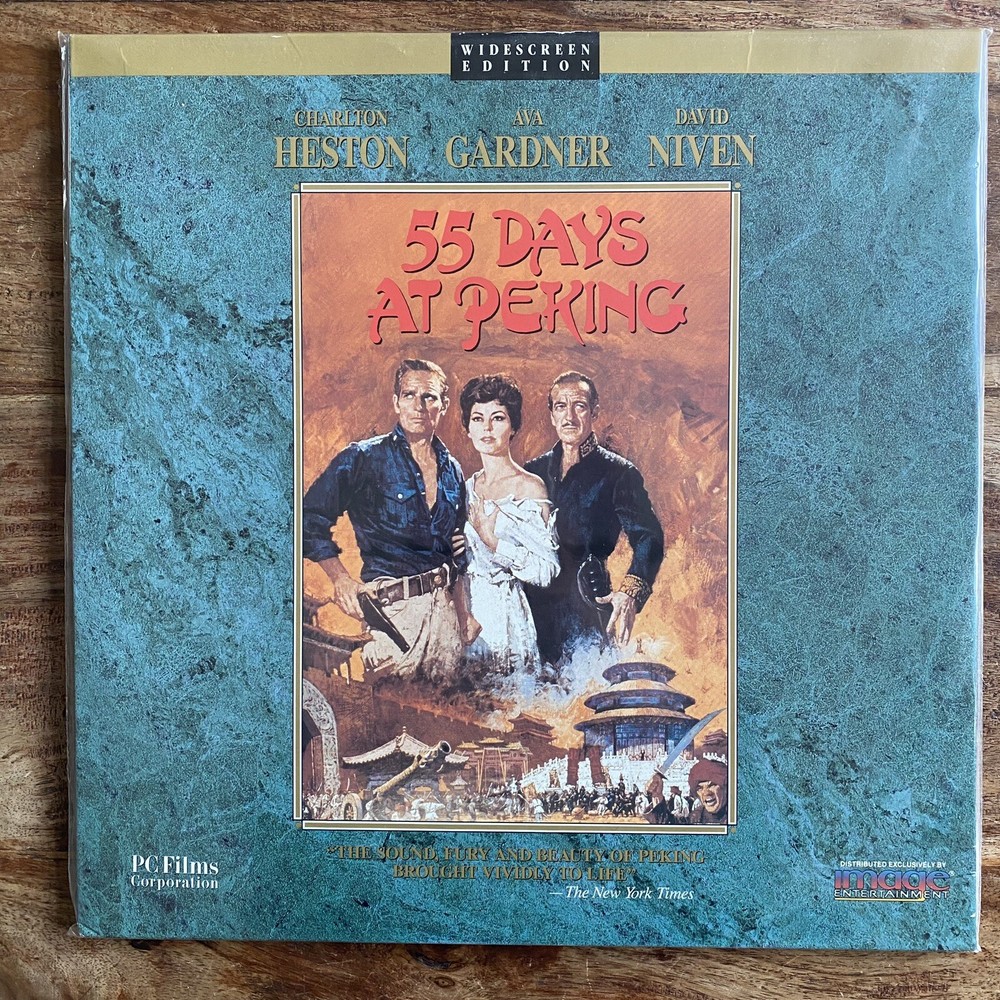 WIDESCREEN
EDITION
CHARLTON
HESTON
AVA
GARDNER
DAVID
NIVEN
55 DAYS
AT PEKING
"THE SOUND, FURY AND BEAUTY OF PEKING
BROUGHT VIVIDLY TO LIFE"
—The New York Times
PC Films
Corporation
DISTRIBUTED EXCLUSIVELY BY
image
ENTERTAINMENT